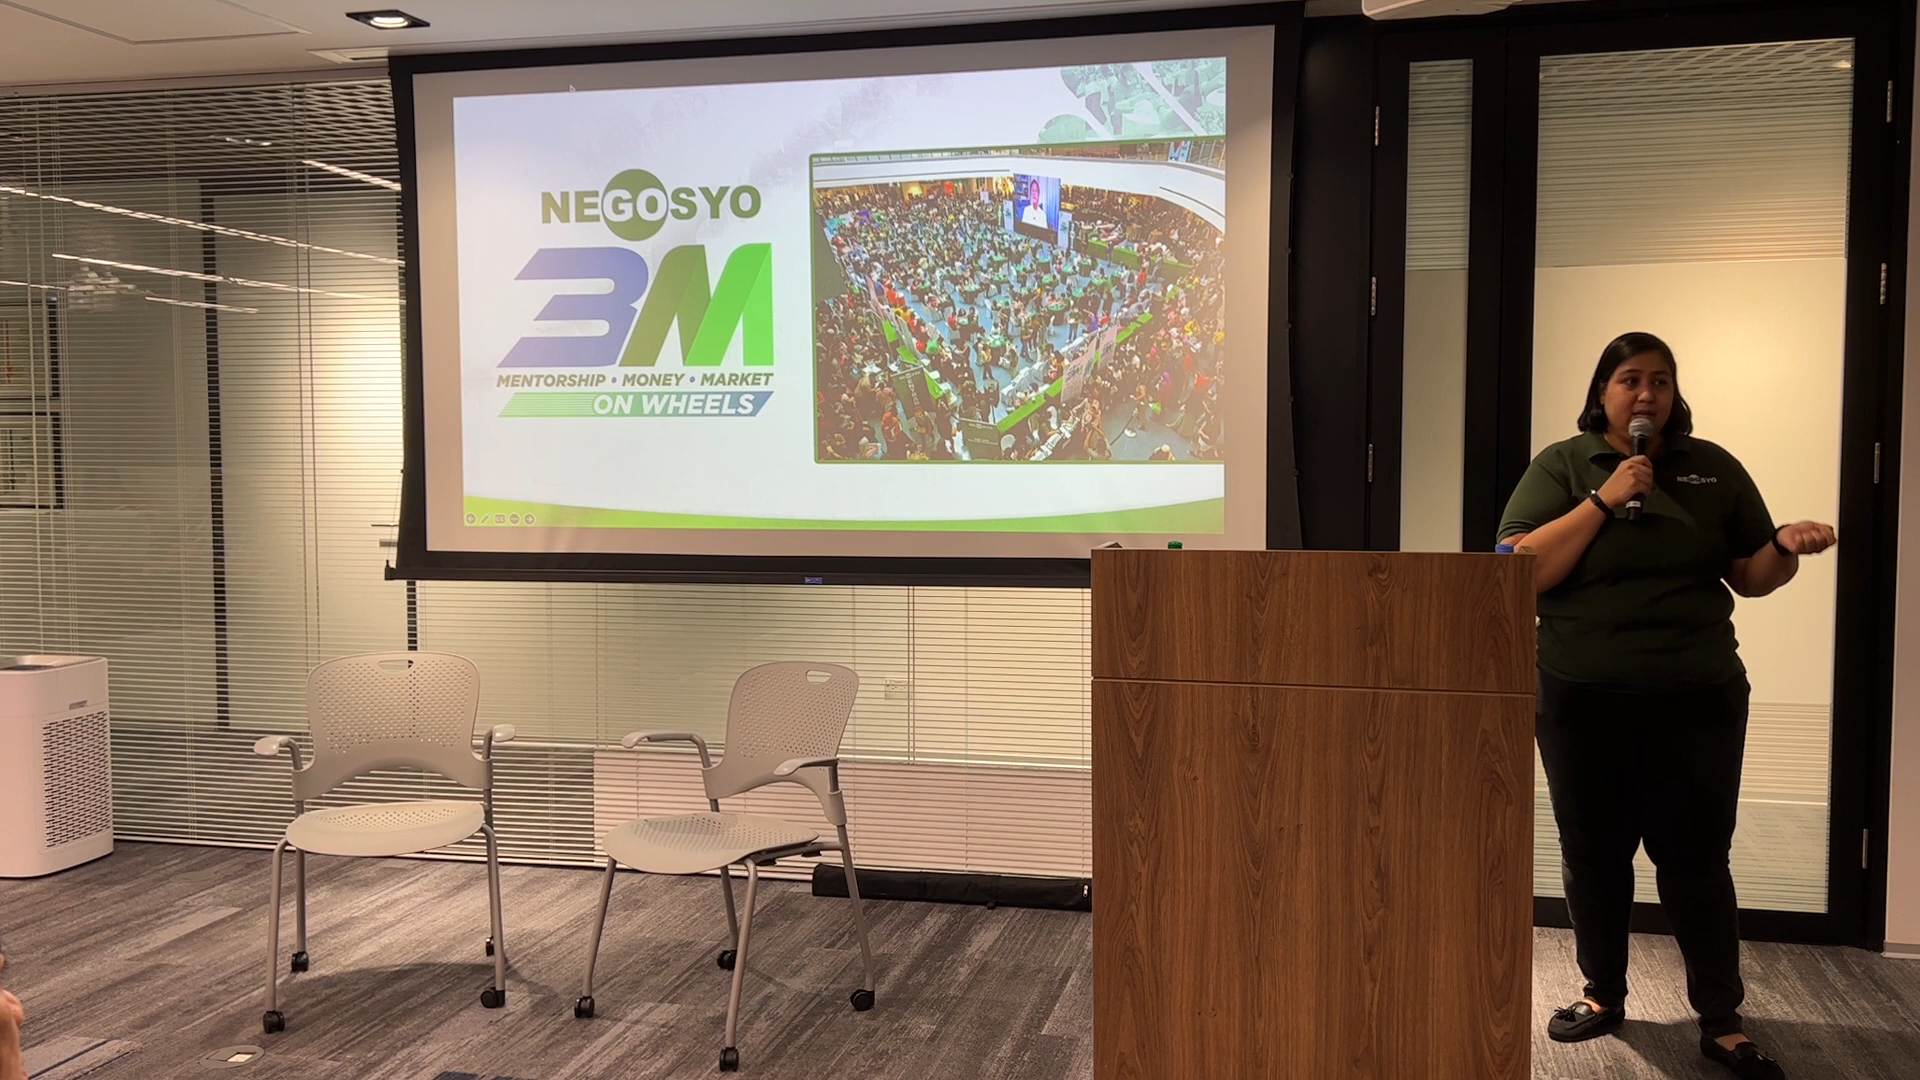 NEGOSYO
3M
MENTORSHIP • MONEY • MARKET
ON WHEELS
NEGOSYO